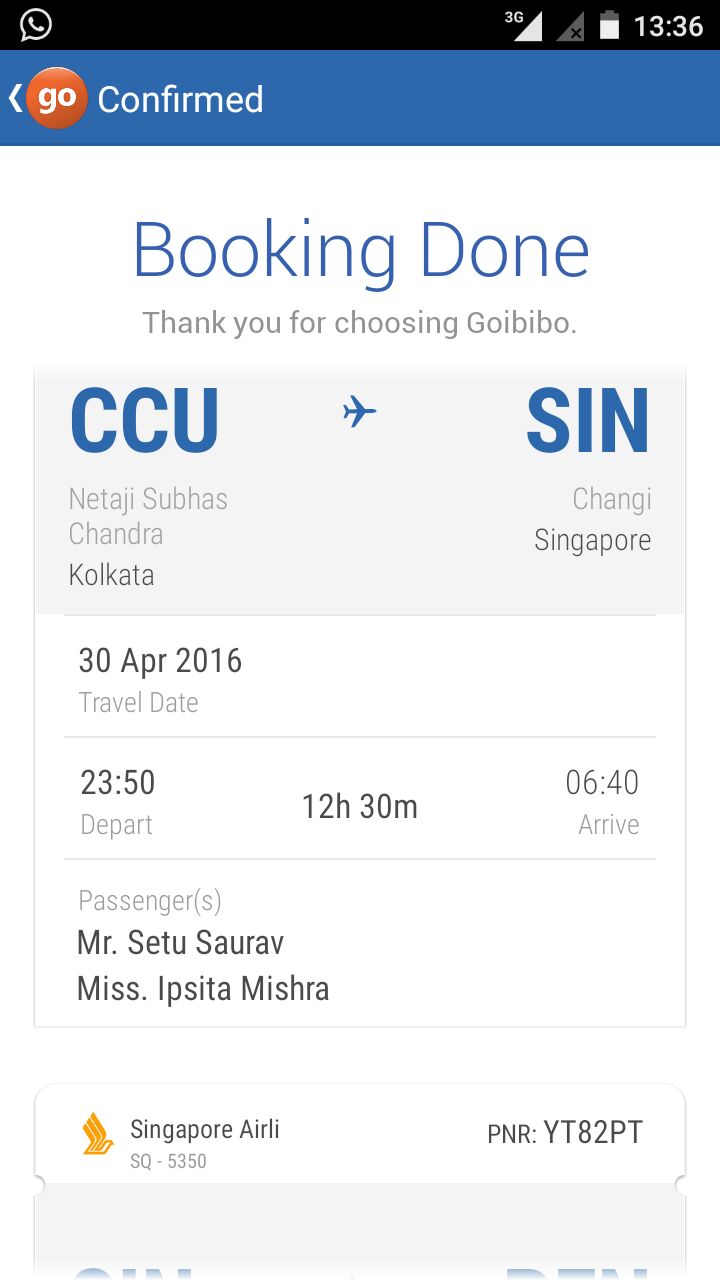 3G 13:36
go Confirmed
Booking Done
Thank you for choosing Goibibo.
CCU SIN
Netaji Subhas Changi
Chandra Singapore
Kolkata
30 Apr 2016
Travel Date
23:50 12h 30m 06:40
Depart Arrive
Passenger(s)
Mr. Setu Saurav
Miss. Ipsita Mishra
Singapore Airli PNR: YT82PT
SQ - 5350